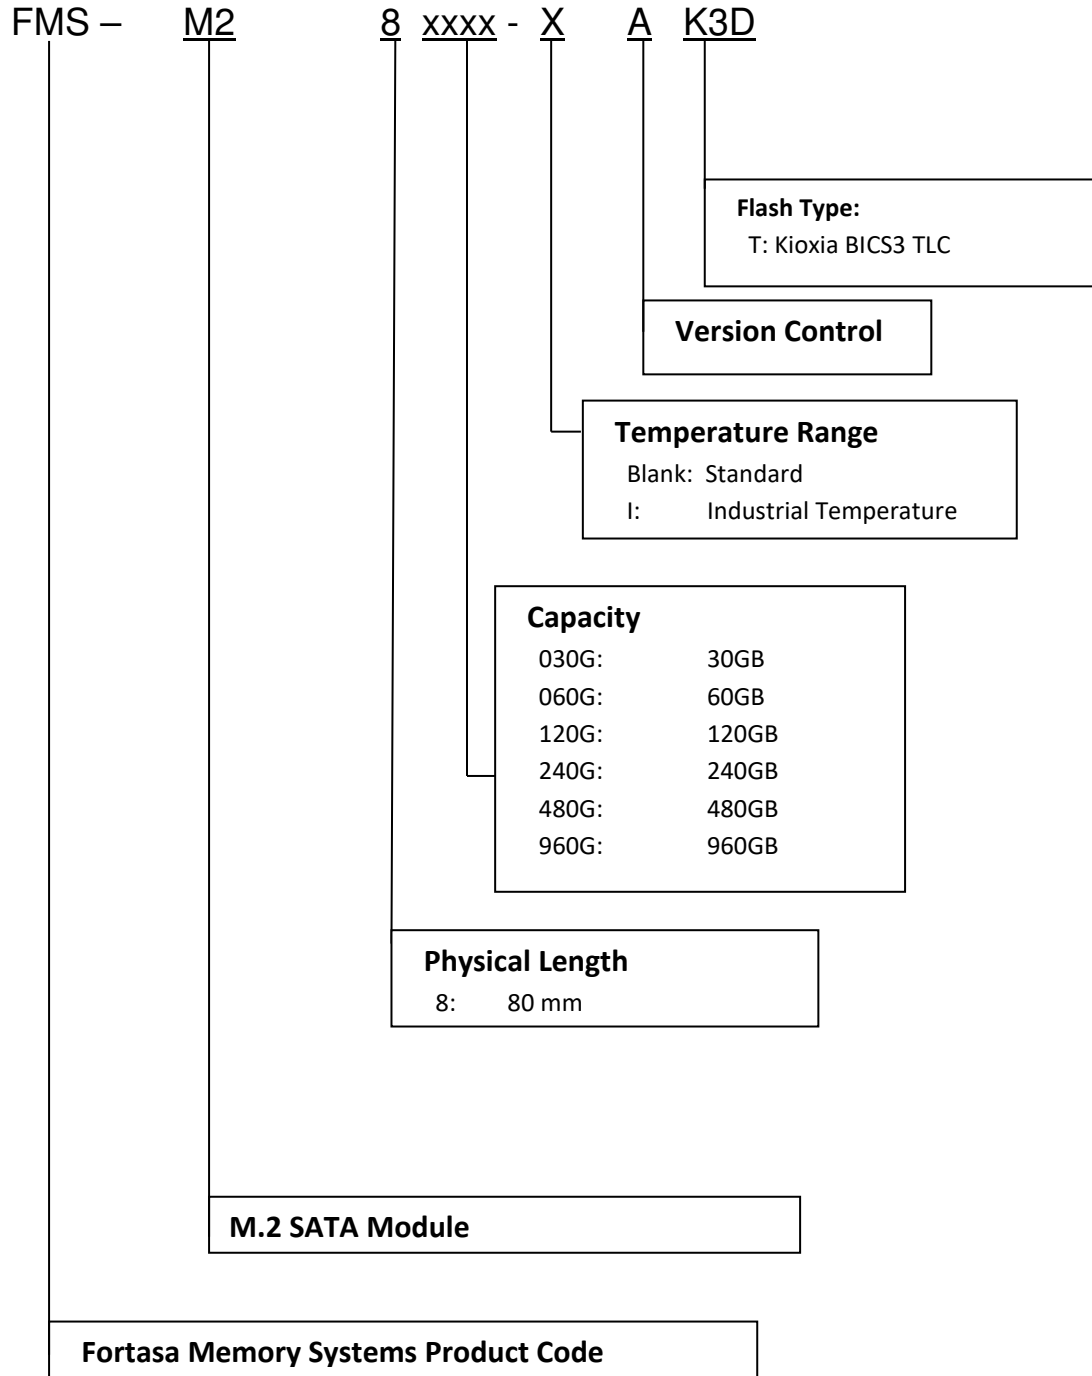 FMS – M2 8 xxxx - X A K3D
Flash Type:
T: Kioxia BICS3 TLC
Version Control
Temperature Range
Blank: Standard
I: Industrial Temperature
Capacity
030G: 30GB
060G: 60GB
120G: 120GB
240G: 240GB
480G: 480GB
960G: 960GB
Physical Length
8: 80 mm
M.2 SATA Module
Fortasa Memory Systems Product Code